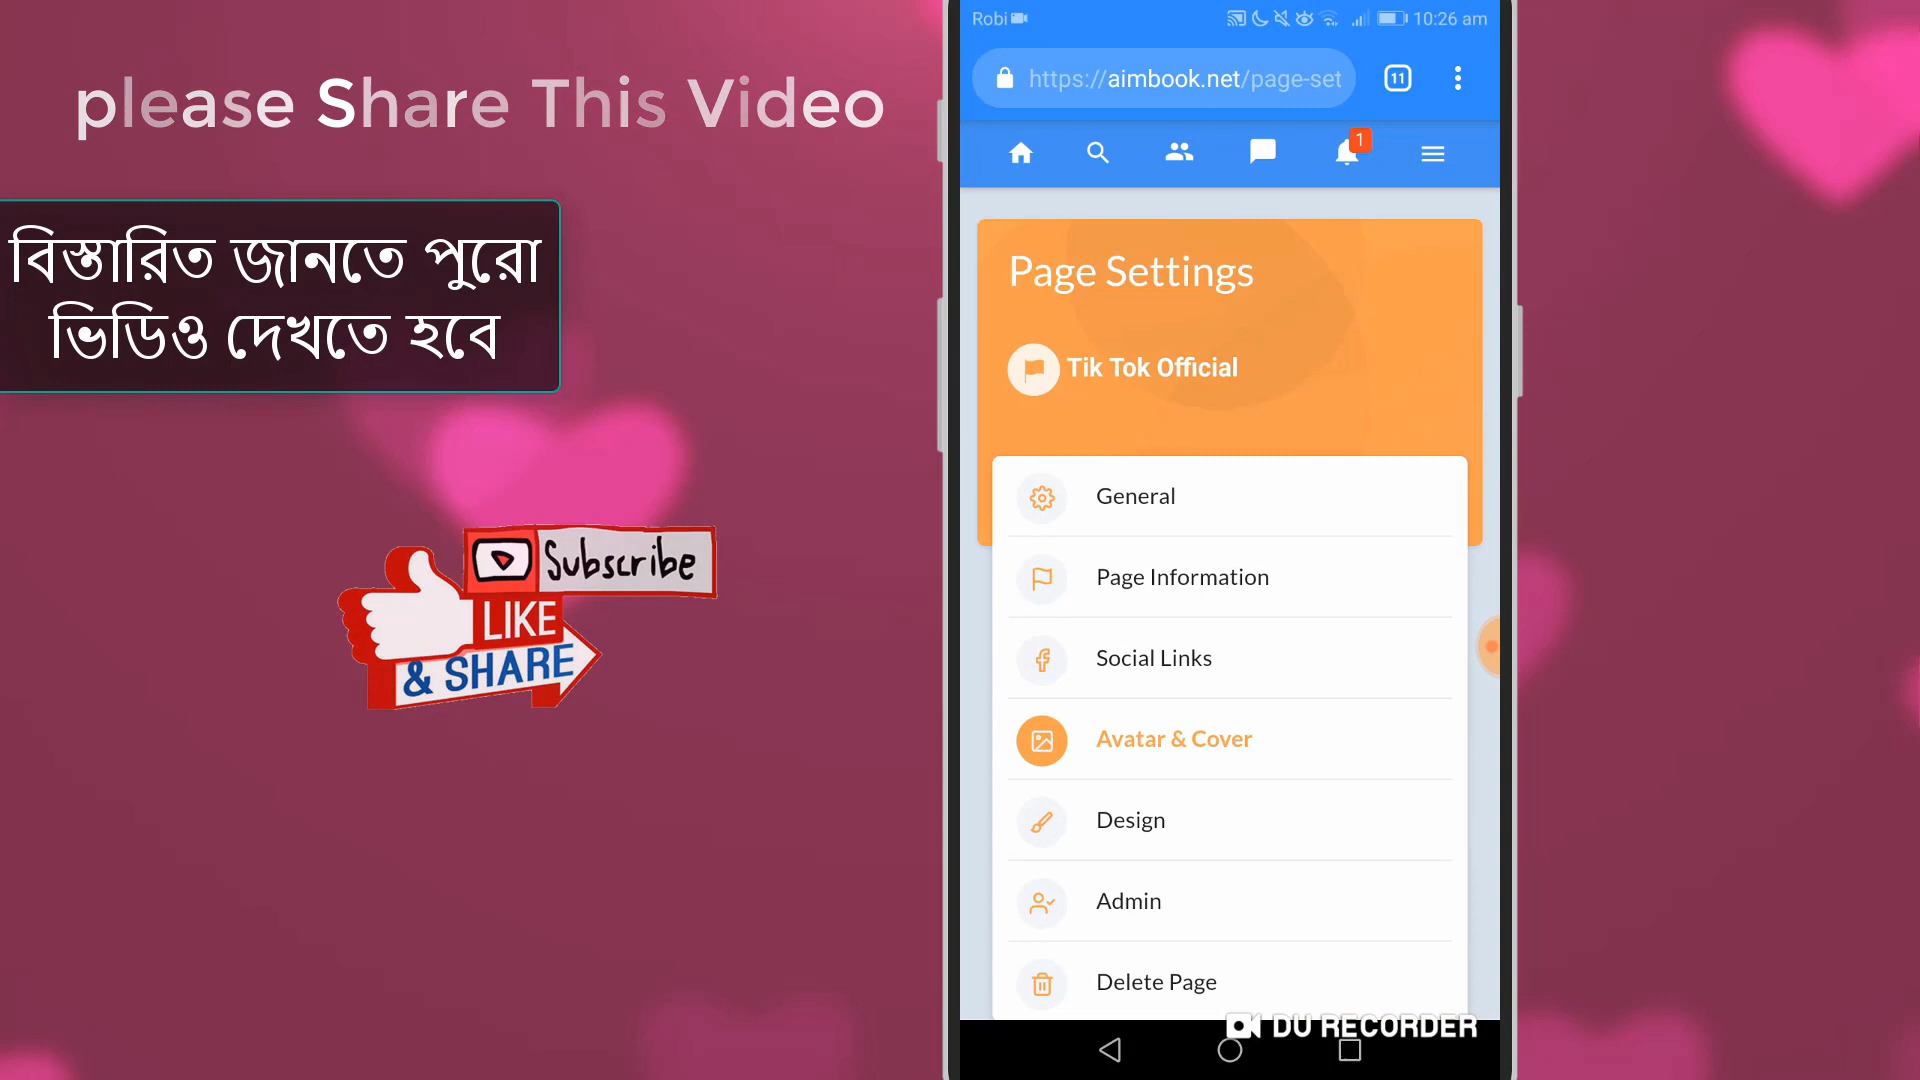 please Share This Video
বিস্তারিত জানতে পুরো
ভিডিও দেখতে হবে
Subscribe
LIKE
& SHARE
Robi
10:26 am
https://aimbook.net/page-set
11
1
Page Settings
Tik Tok Official
General
Page Information
Social Links
Avatar & Cover
Design
Admin
Delete Page
DU RECORDER